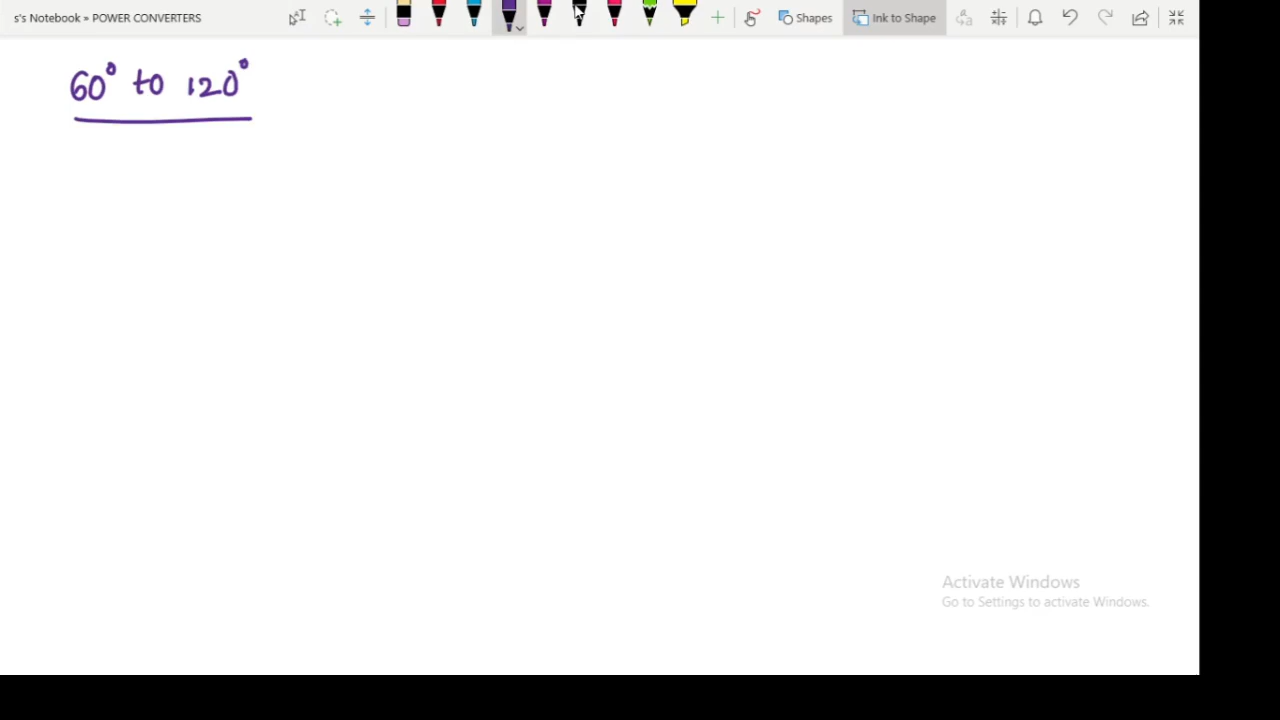 s's Notebook » POWER CONVERTERS
Shapes
Ink to Shape
60° to 120°
Activate Windows
Go to Settings to activate Windows.